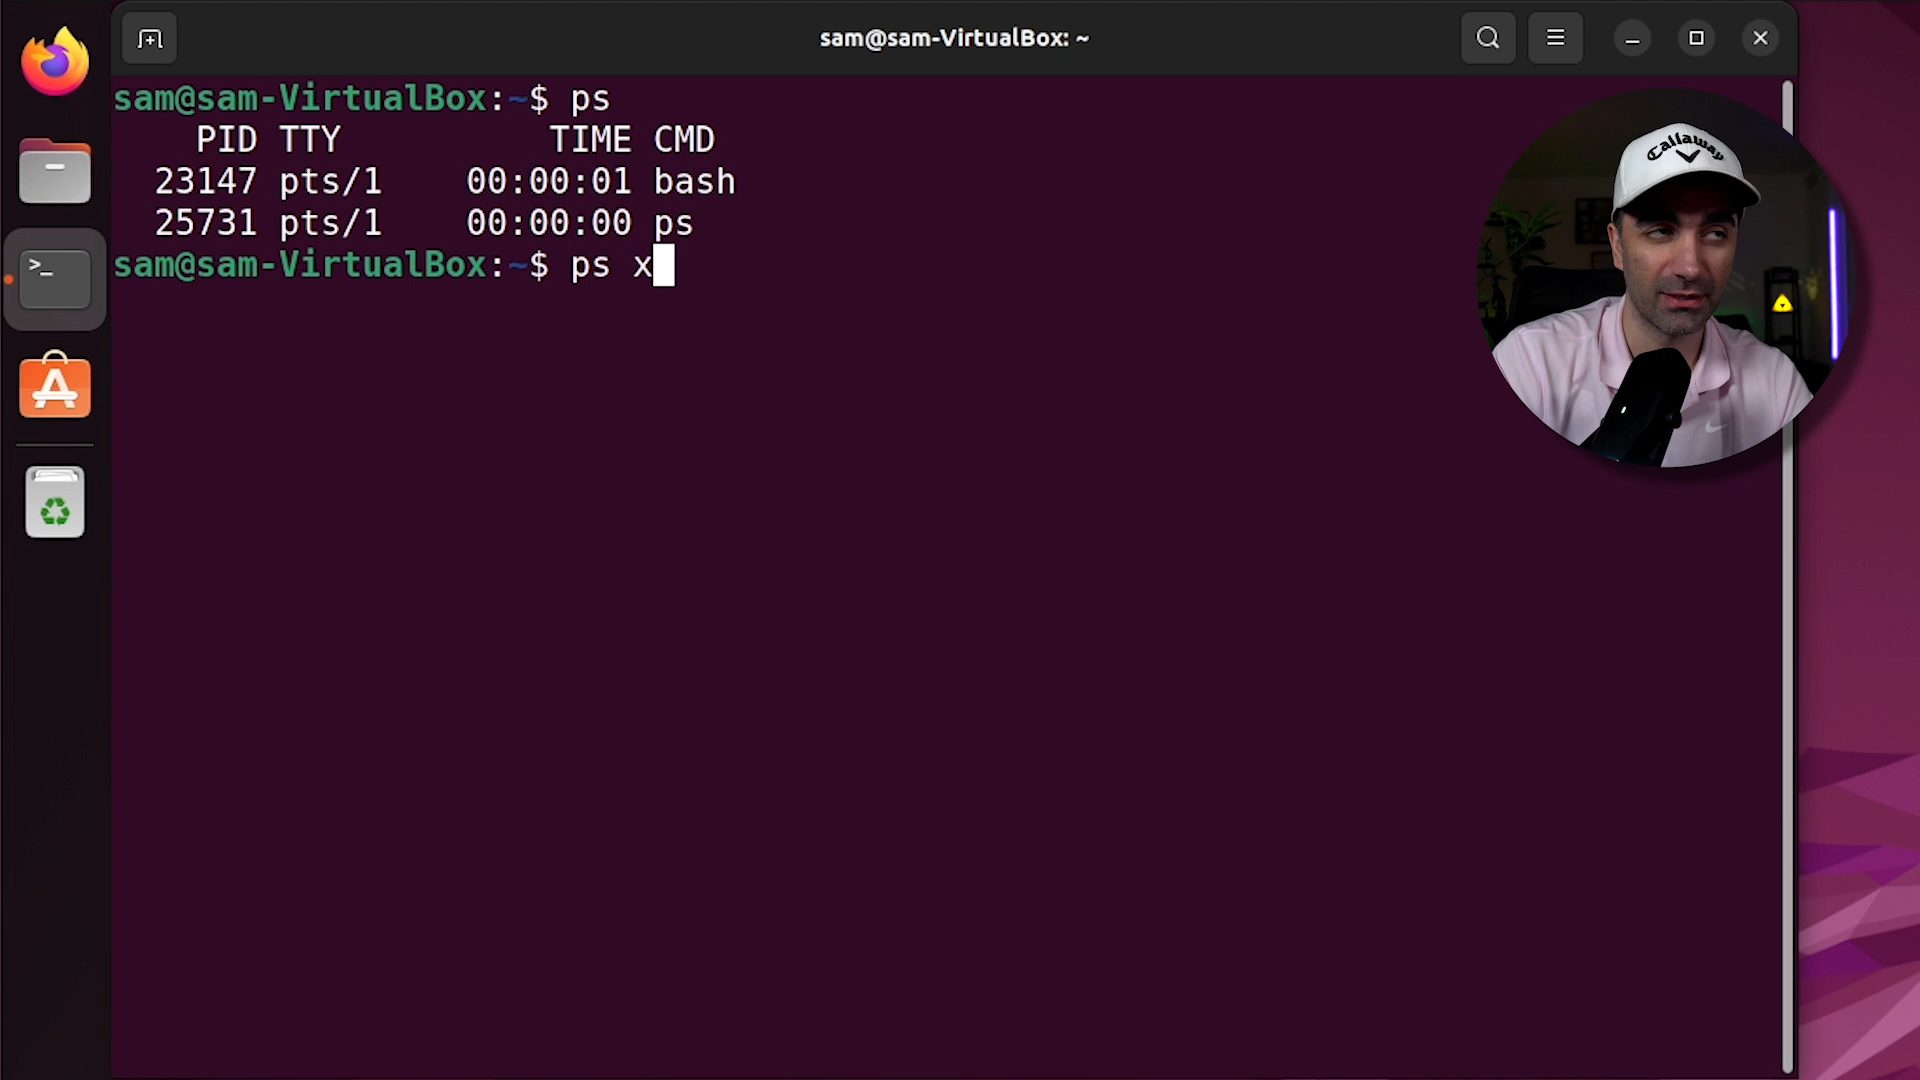 sam@sam-VirtualBox: ~
sam@sam-VirtualBox:~$ ps
PID TTY TIME CMD
23147 pts/1 00:00:01 bash
25731 pts/1 00:00:00 ps
sam@sam-VirtualBox:~$ ps x
Callaway